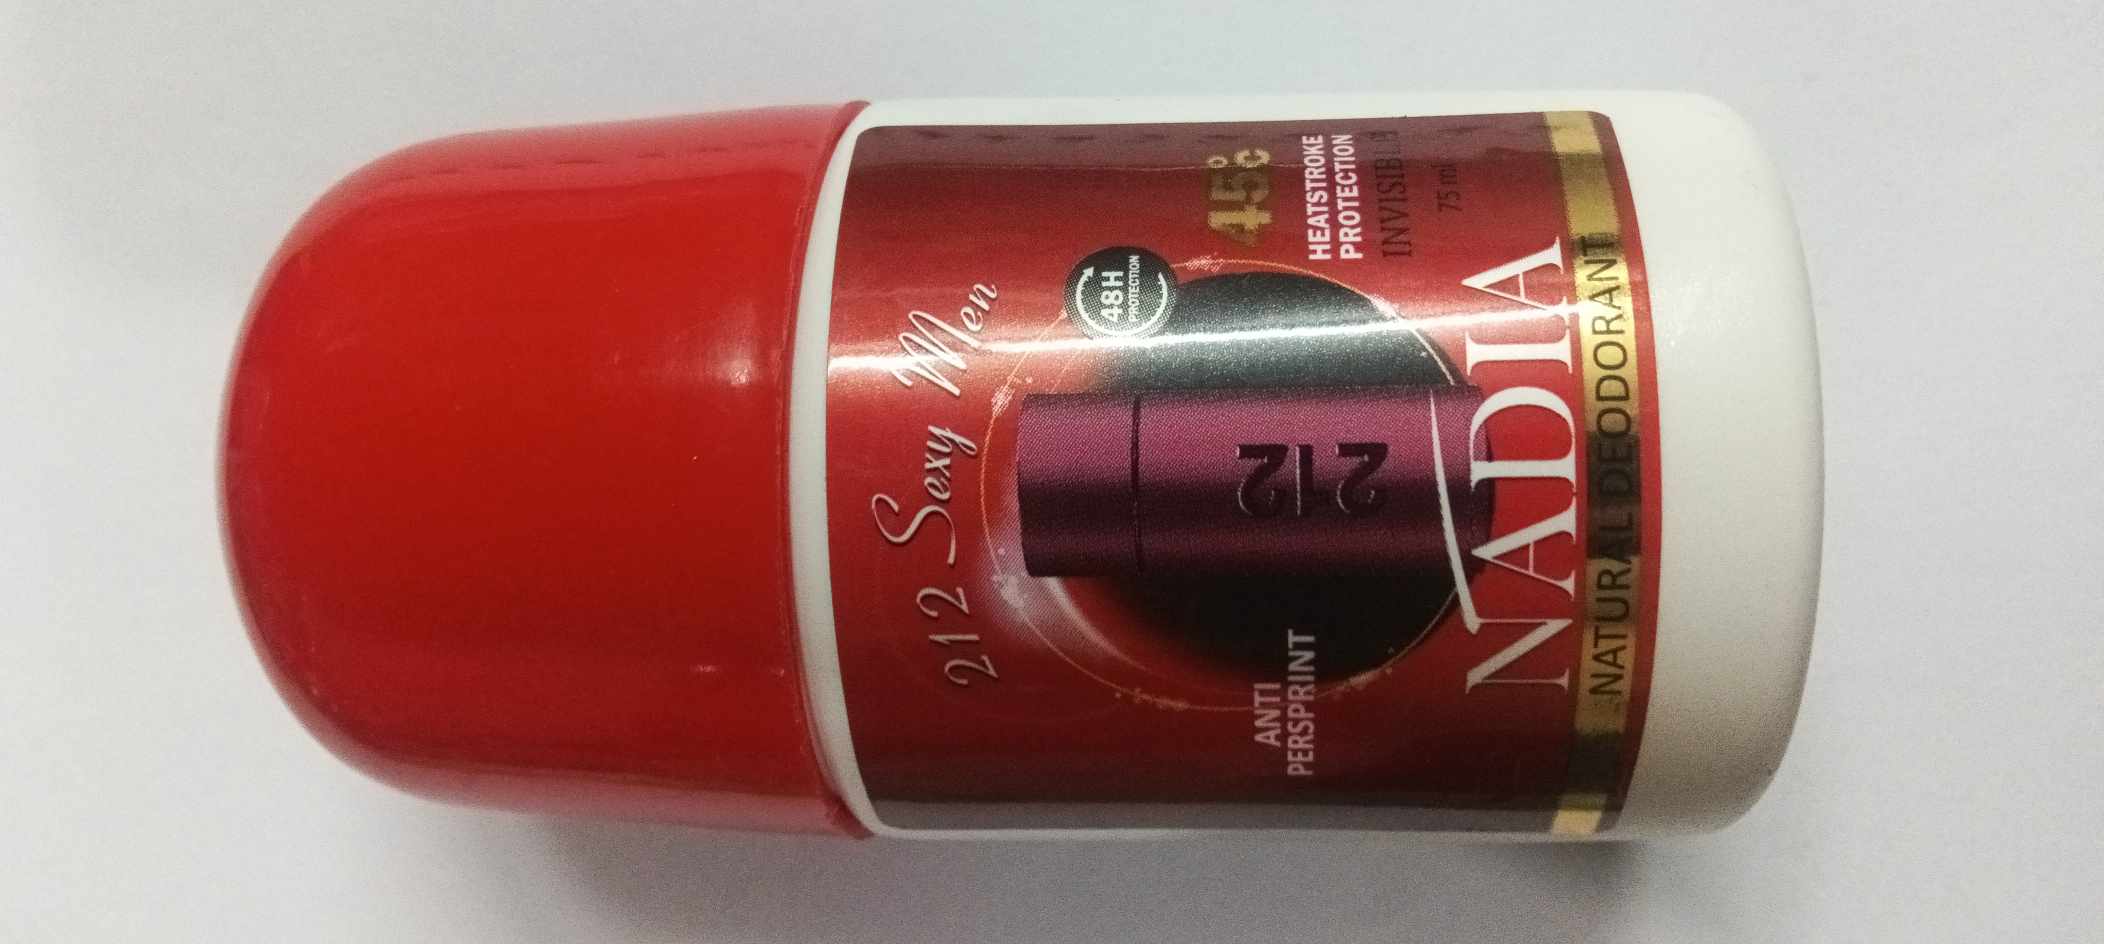 212 Sexy Men
48H
PROTECTION
45°C
HEATSTROKE
PROTECTION
INVISIBLE
75 ml
212
ANTI
PERSPRINT
NADIA
NATURAL DEODORANT